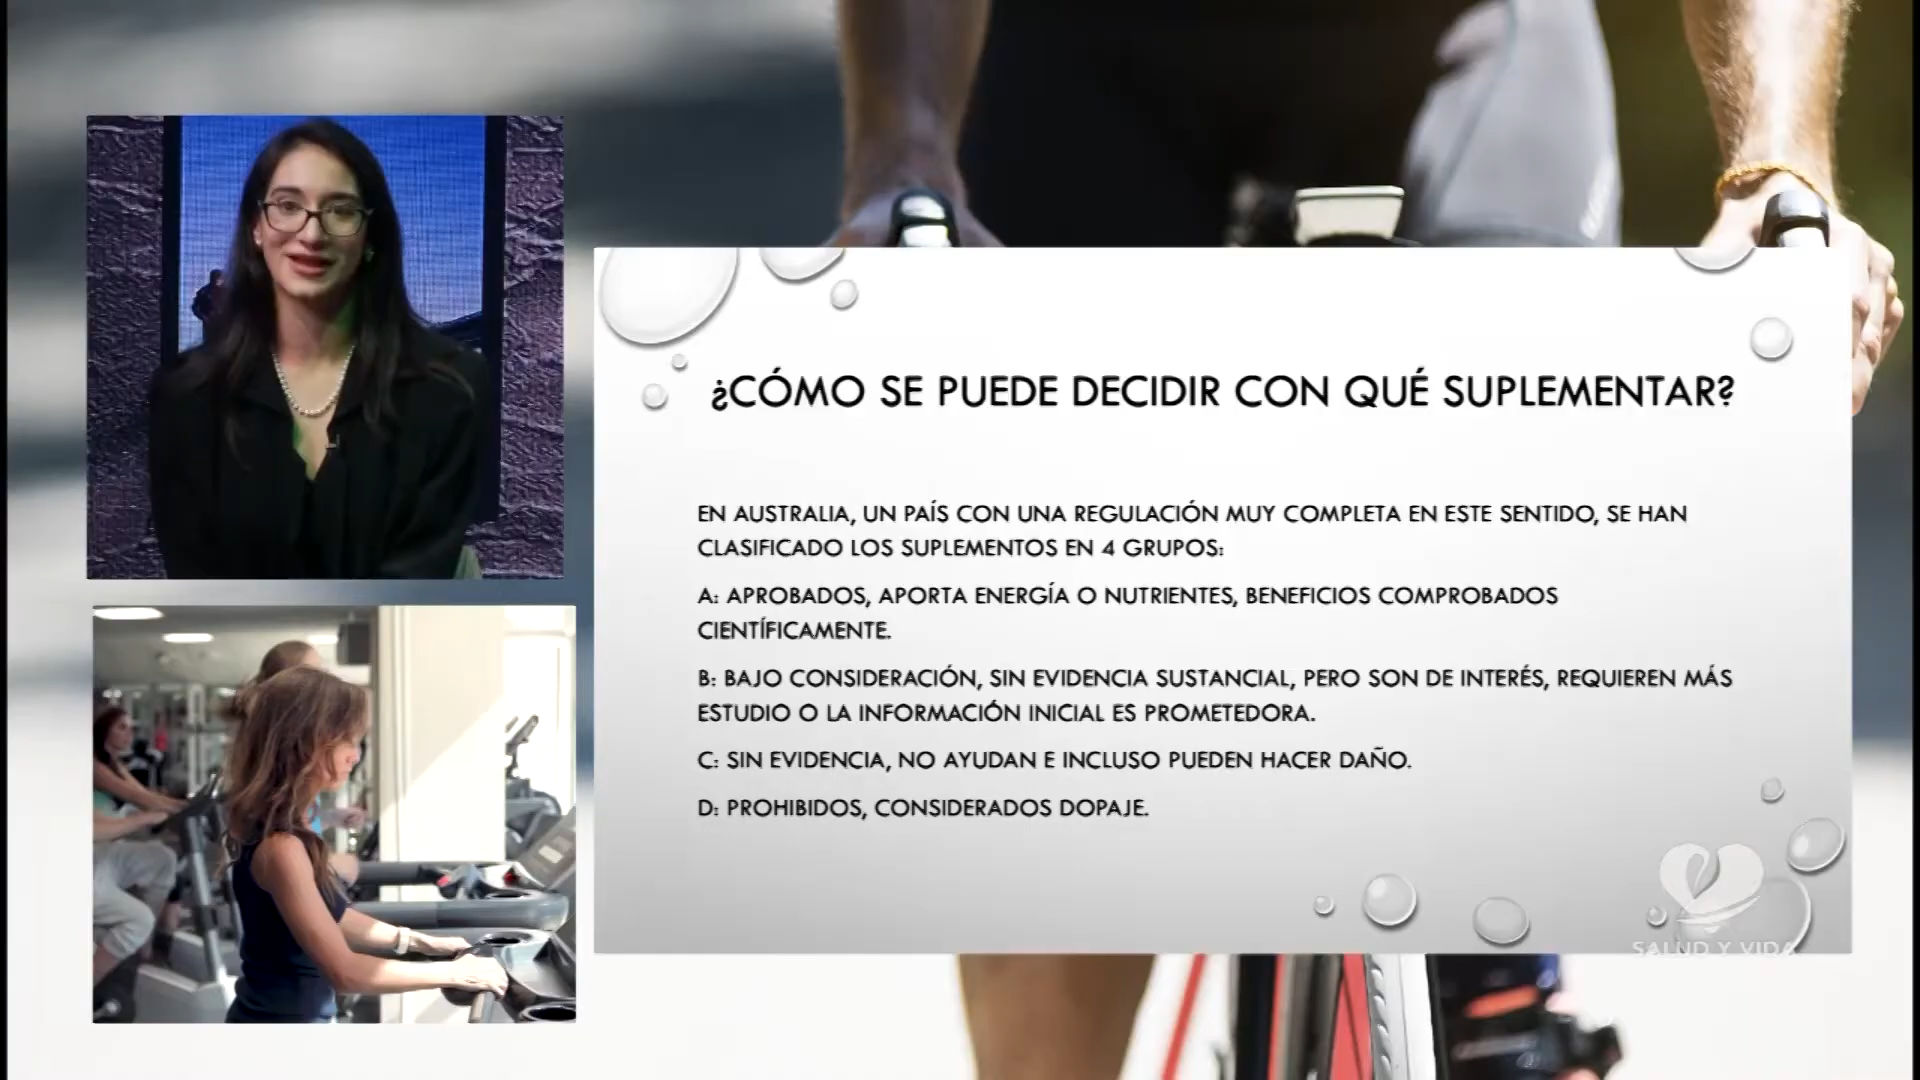 ¿CÓMO SE PUEDE DECIDIR CON QUÉ SUPLEMENTAR?
EN AUSTRALIA, UN PAÍS CON UNA REGULACIÓN MUY COMPLETA EN ESTE SENTIDO, SE HAN
CLASIFICADO LOS SUPLEMENTOS EN 4 GRUPOS:
A: APROBADOS, APORTA ENERGÍA O NUTRIENTES, BENEFICIOS COMPROBADOS
CIENTÍFICAMENTE.
B: BAJO CONSIDERACIÓN, SIN EVIDENCIA SUSTANCIAL, PERO SON DE INTERÉS, REQUIEREN MÁS
ESTUDIO O LA INFORMACIÓN INICIAL ES PROMETEDORA.
C: SIN EVIDENCIA, NO AYUDAN E INCLUSO PUEDEN HACER DAÑO.
D: PROHIBIDOS, CONSIDERADOS DOPAJE.
SALUD Y VIDA